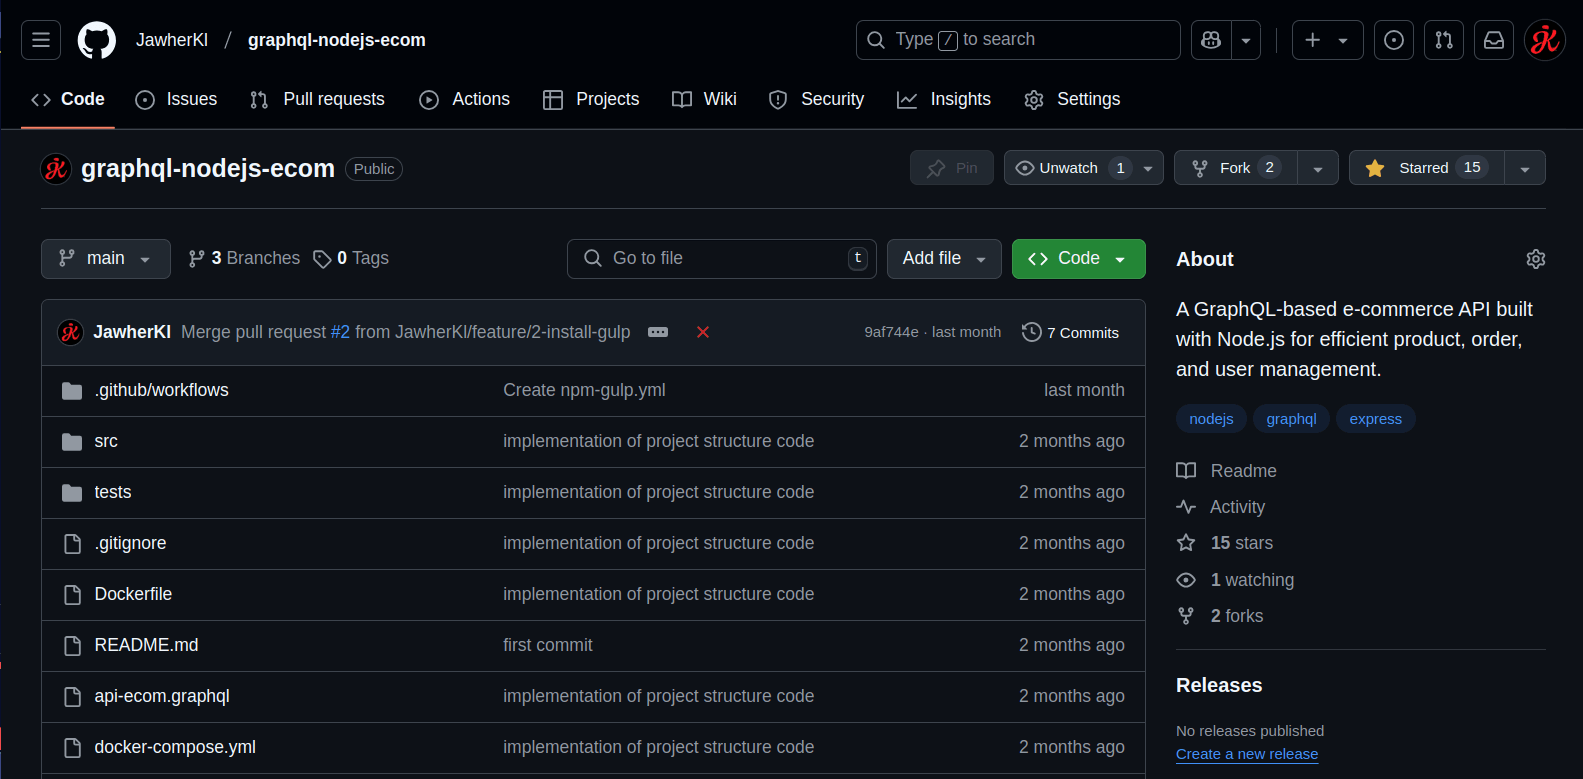 JawherKl / graphql-nodejs-ecom
Type / to search
Code Issues Pull requests Actions Projects Wiki Security Insights Settings
graphql-nodejs-ecom Public
Pin Unwatch 1 Fork 2 Starred 15
main 3 Branches 0 Tags
Go to file t Add file Code
JawherKl Merge pull request #2 from JawherKl/feature/2-install-gulp 9af744e · last month 7 Commits
.github/workflows Create npm-gulp.yml last month
src implementation of project structure code 2 months ago
tests implementation of project structure code 2 months ago
.gitignore implementation of project structure code 2 months ago
Dockerfile implementation of project structure code 2 months ago
README.md first commit 2 months ago
api-ecom.graphql implementation of project structure code 2 months ago
docker-compose.yml implementation of project structure code 2 months ago
About
A GraphQL-based e-commerce API built
with Node.js for efficient product, order,
and user management.
nodejs graphql express
Readme
Activity
15 stars
1 watching
2 forks
Releases
No releases published
Create a new release